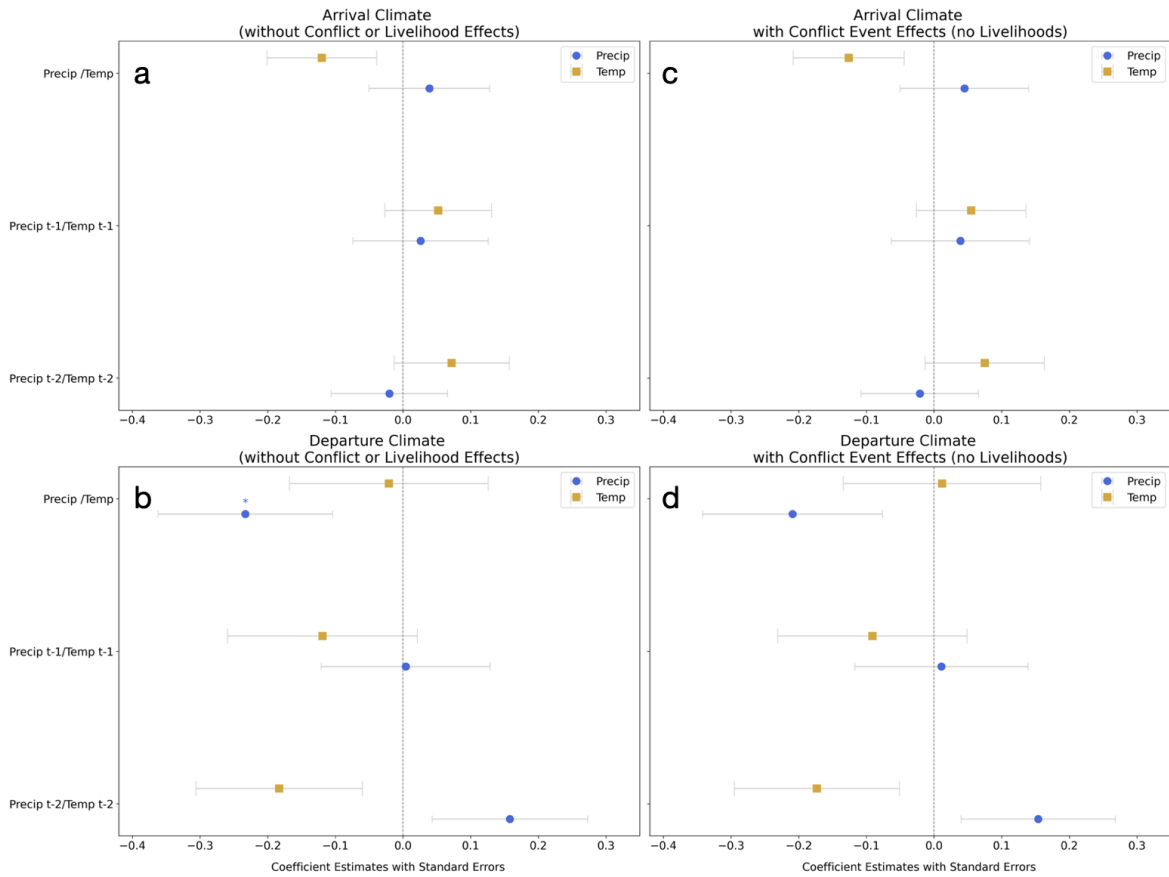 Arrival Climate
(without Conflict or Livelihood Effects)
a
Precip
Temp
Precip /Temp
Precip t-1/Temp t-1
Precip t-2/Temp t-2
−0.4 −0.3 −0.2 −0.1 0.0 0.1 0.2 0.3
Arrival Climate
with Conflict Event Effects (no Livelihoods)
c
Precip
Temp
−0.4 −0.3 −0.2 −0.1 0.0 0.1 0.2 0.3
Departure Climate
(without Conflict or Livelihood Effects)
b
*
Precip
Temp
Precip /Temp
Precip t-1/Temp t-1
Precip t-2/Temp t-2
−0.4 −0.3 −0.2 −0.1 0.0 0.1 0.2 0.3
Coefficient Estimates with Standard Errors
Departure Climate
with Conflict Event Effects (no Livelihoods)
d
Precip
Temp
−0.4 −0.3 −0.2 −0.1 0.0 0.1 0.2 0.3
Coefficient Estimates with Standard Errors